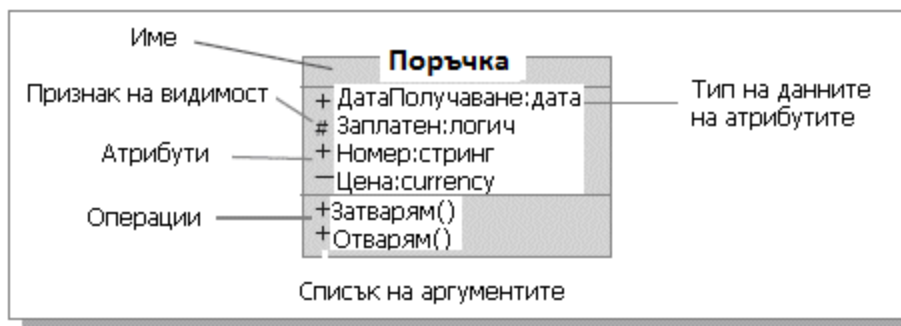 Име
Поръчка
Признак на видимост
+ ДатаПолучаване:дата
Тип на данните
на атрибутите
# Заплатен:логич
Атрибути
+ Номер:стринг
— Цена:currency
Операции
+Затварям()
+Отварям()
Списък на аргументите